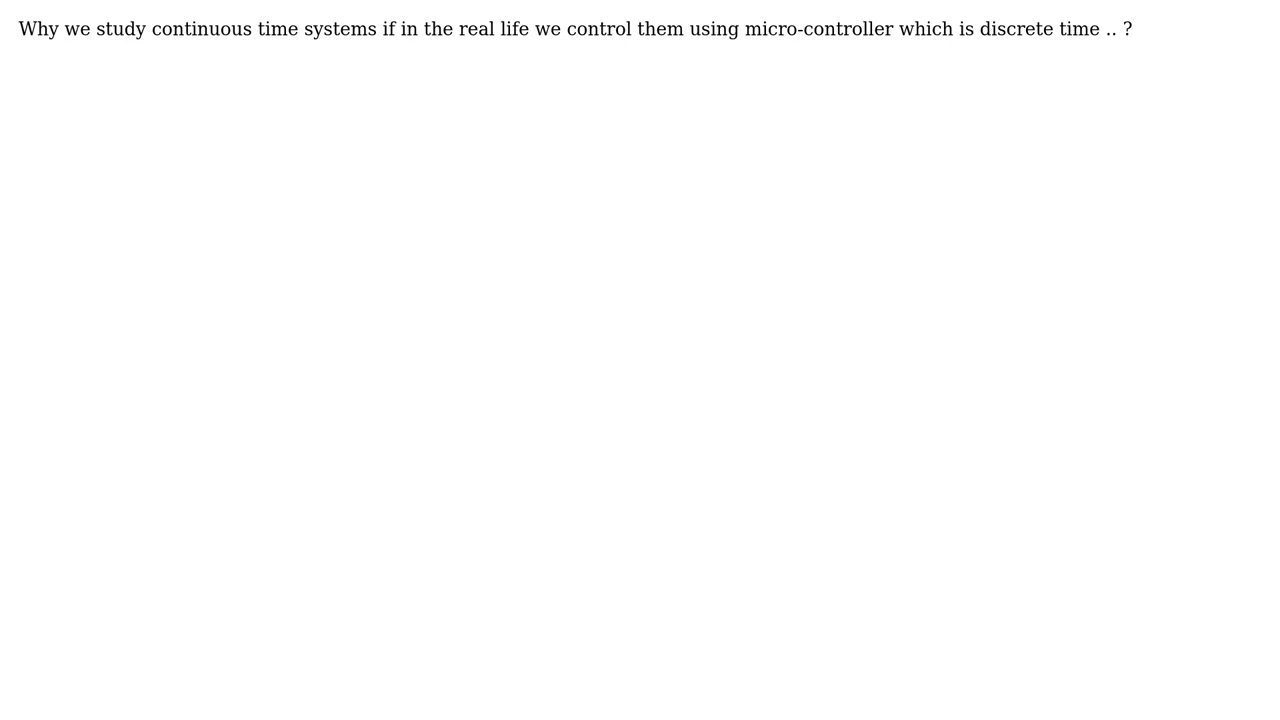 Why we study continuous time systems if in the real life we control them using micro-controller which is discrete time .. ?